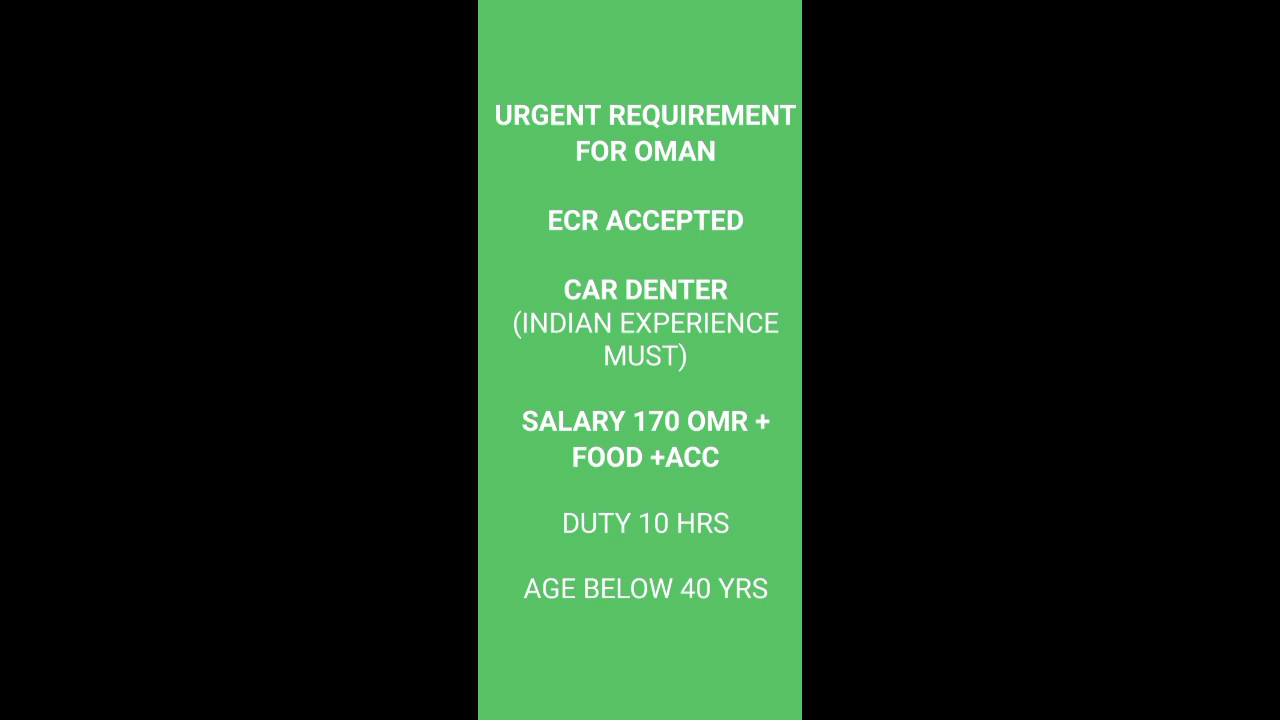 URGENT REQUIREMENT
FOR OMAN
ECR ACCEPTED
CAR DENTER
(INDIAN EXPERIENCE
MUST)
SALARY 170 OMR +
FOOD +ACC
DUTY 10 HRS
AGE BELOW 40 YRS